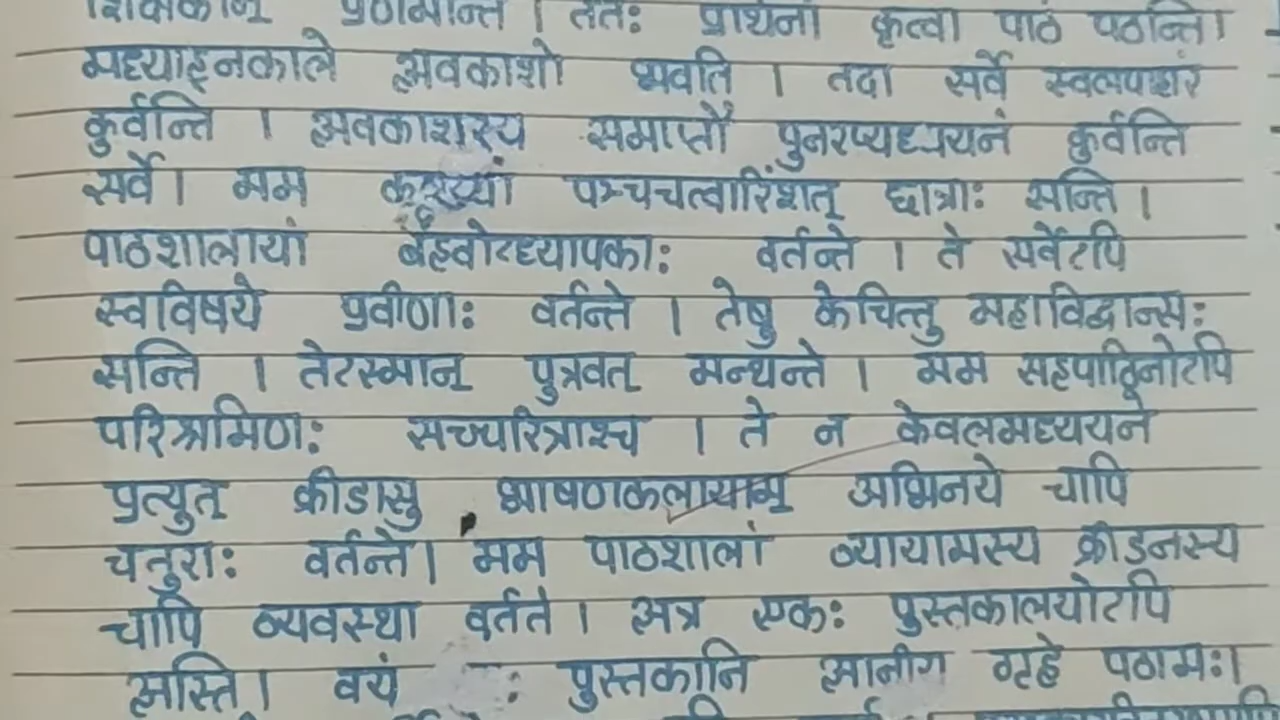 प्रणमन्ति । ततः प्रार्थनां कृत्वा पाठं पठन्ति।
मध्याह्नकाले अवकाशो भवति । तदा सर्वे
कुर्वन्ति । अवकाशस्य समाप्तौ पुनरप्यध्ययनं कुर्वन्ति
सर्वे । मम पञ्चचत्वारिंशत् छात्राः सन्ति ।
पाठशालायां बहवोऽध्यापकाः वर्तन्ते । ते सर्वेऽपि
स्वविषये प्रवीणाः वर्तन्ते । तेषु केचित्तु महाविद्वान्सः
सन्ति । तेऽस्मान् पुत्रवत् मन्यन्ते । मम सहपाठिनोऽपि
परिश्रमिणः सच्चरित्राश्च । ते न केवलमध्ययने
प्रत्युत् क्रीडासु भाषणकलायाम् अभिनये चापि
चतुराः वर्तन्ते। मम पाठशालां व्यायामस्य क्रीडनस्य
चापि व्यवस्था वर्तते । अत्र एकः पुस्तकालयोऽपि
अस्ति । वयं पुस्तकानि आनीय गृहे पठामः।